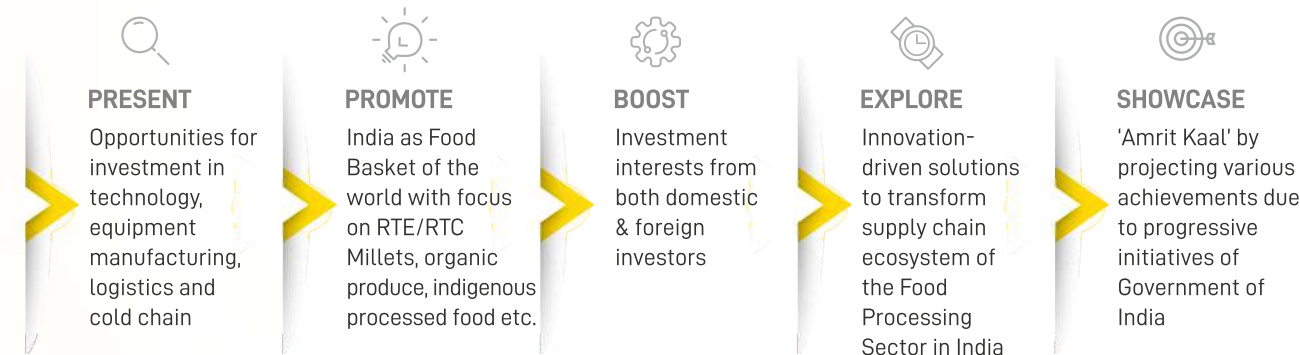 PRESENT
Opportunities for
investment in
technology,
equipment
manufacturing,
logistics and
cold chain
PROMOTE
India as Food
Basket of the
world with focus
on RTE/RTC
Millets, organic
produce, indigenous
processed food etc.
BOOST
Investment
interests from
both domestic
& foreign
investors
EXPLORE
Innovation-
driven solutions
to transform
supply chain
ecosystem of
the Food
Processing
Sector in India
SHOWCASE
'Amrit Kaal' by
projecting various
achievements due
to progressive
initiatives of
Government of
India